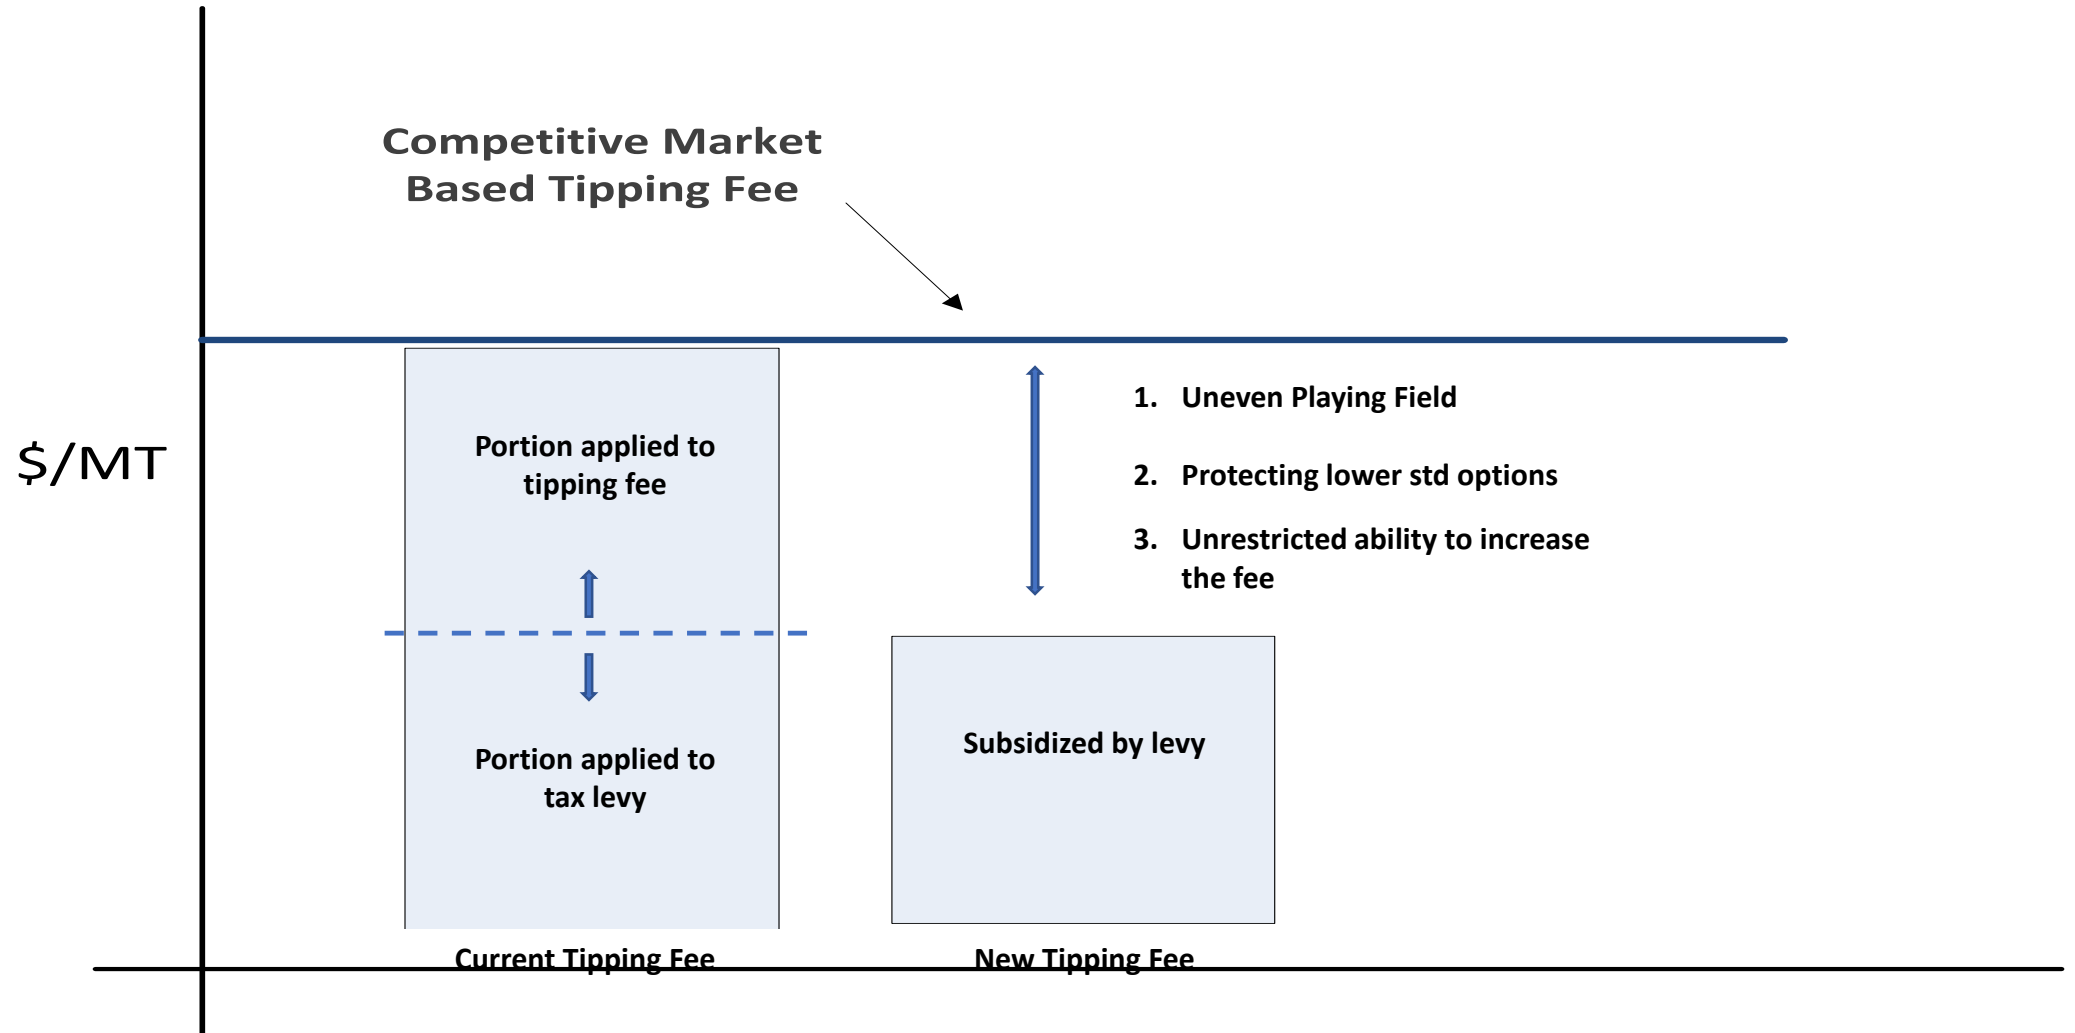 Competitive Market
Based Tipping Fee
$/MT
Portion applied to
tipping fee
Portion applied to
tax levy
1. Uneven Playing Field
2. Protecting lower std options
3. Unrestricted ability to increase
the fee
Subsidized by levy
Current Tipping Fee
New Tipping Fee